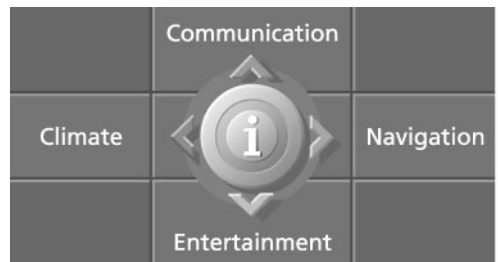 Communication
Climate
i
Navigation
Entertainment